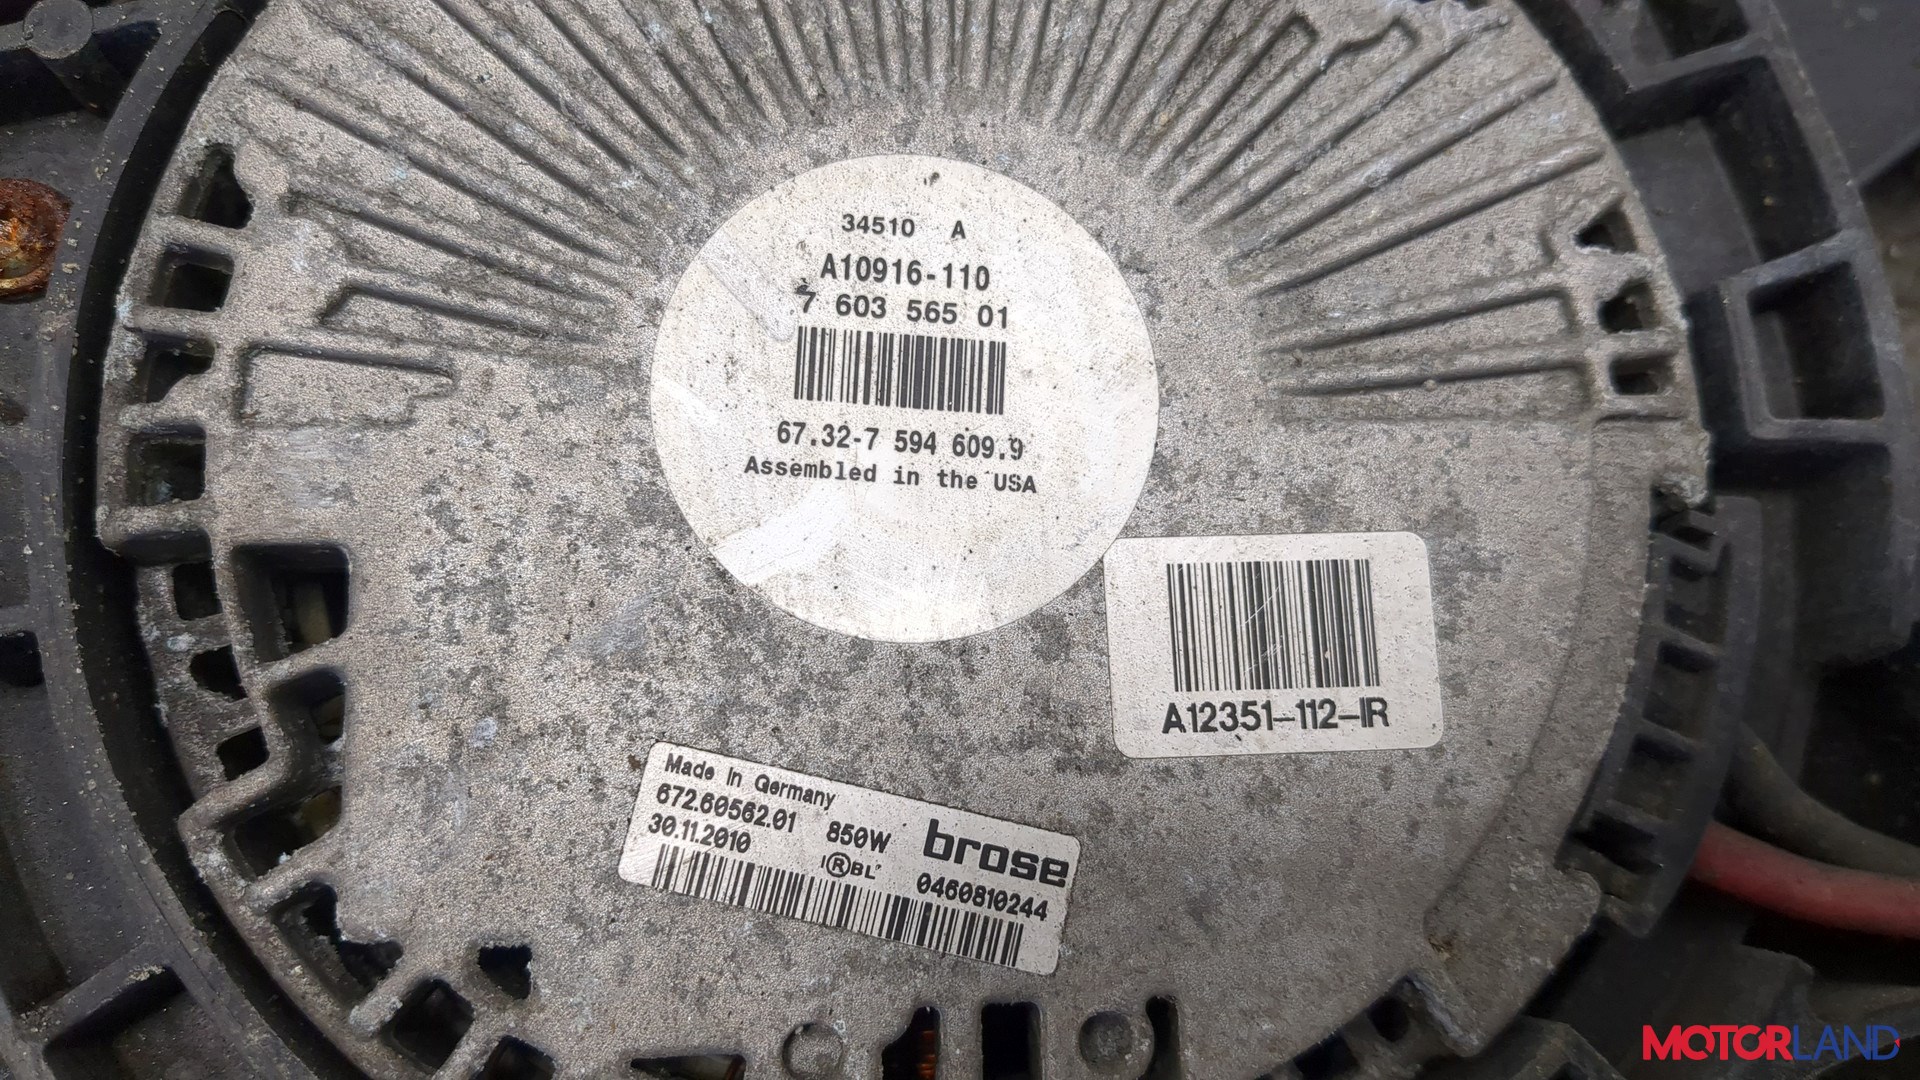 34510 A
A10916-110
7 603 565 01
67.32-7 594 609.9
Assembled in the USA
A12351-112-IR
Made in Germany
672.60562.01 850W brose
30.11.2010 ®BL 0460810244
MOTORLAND